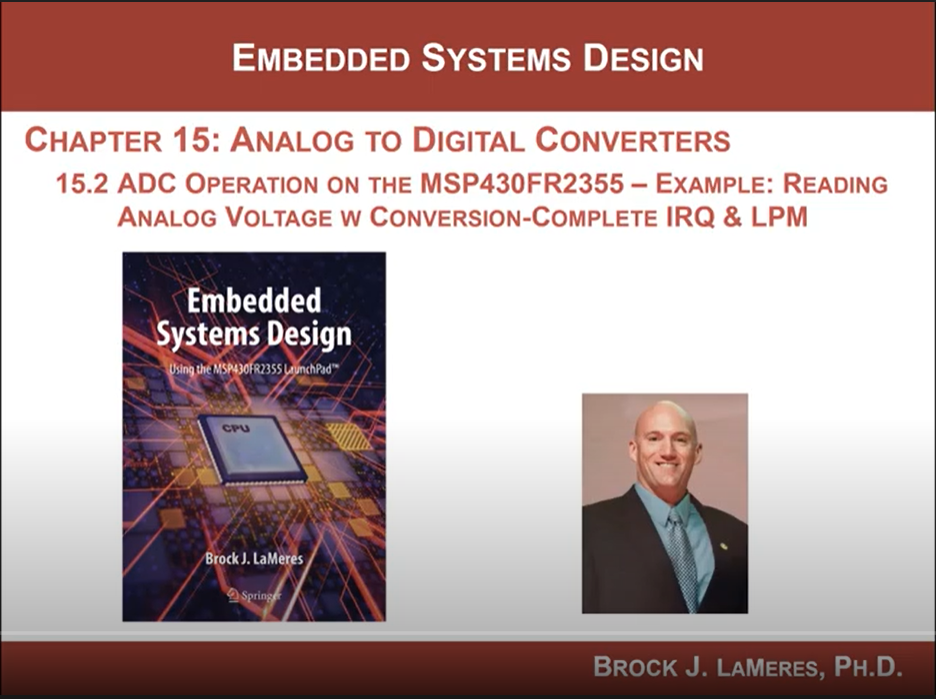 EMBEDDED SYSTEMS DESIGN
CHAPTER 15: ANALOG TO DIGITAL CONVERTERS
15.2 ADC OPERATION ON THE MSP430FR2355 – EXAMPLE: READING
ANALOG VOLTAGE W CONVERSION-COMPLETE IRQ & LPM
Embedded
Systems Design
Using the MSP430FR2355 LaunchPad™
CPU
Brock J. LaMeres
Springer
BROCK J. LAMERES, PH.D.